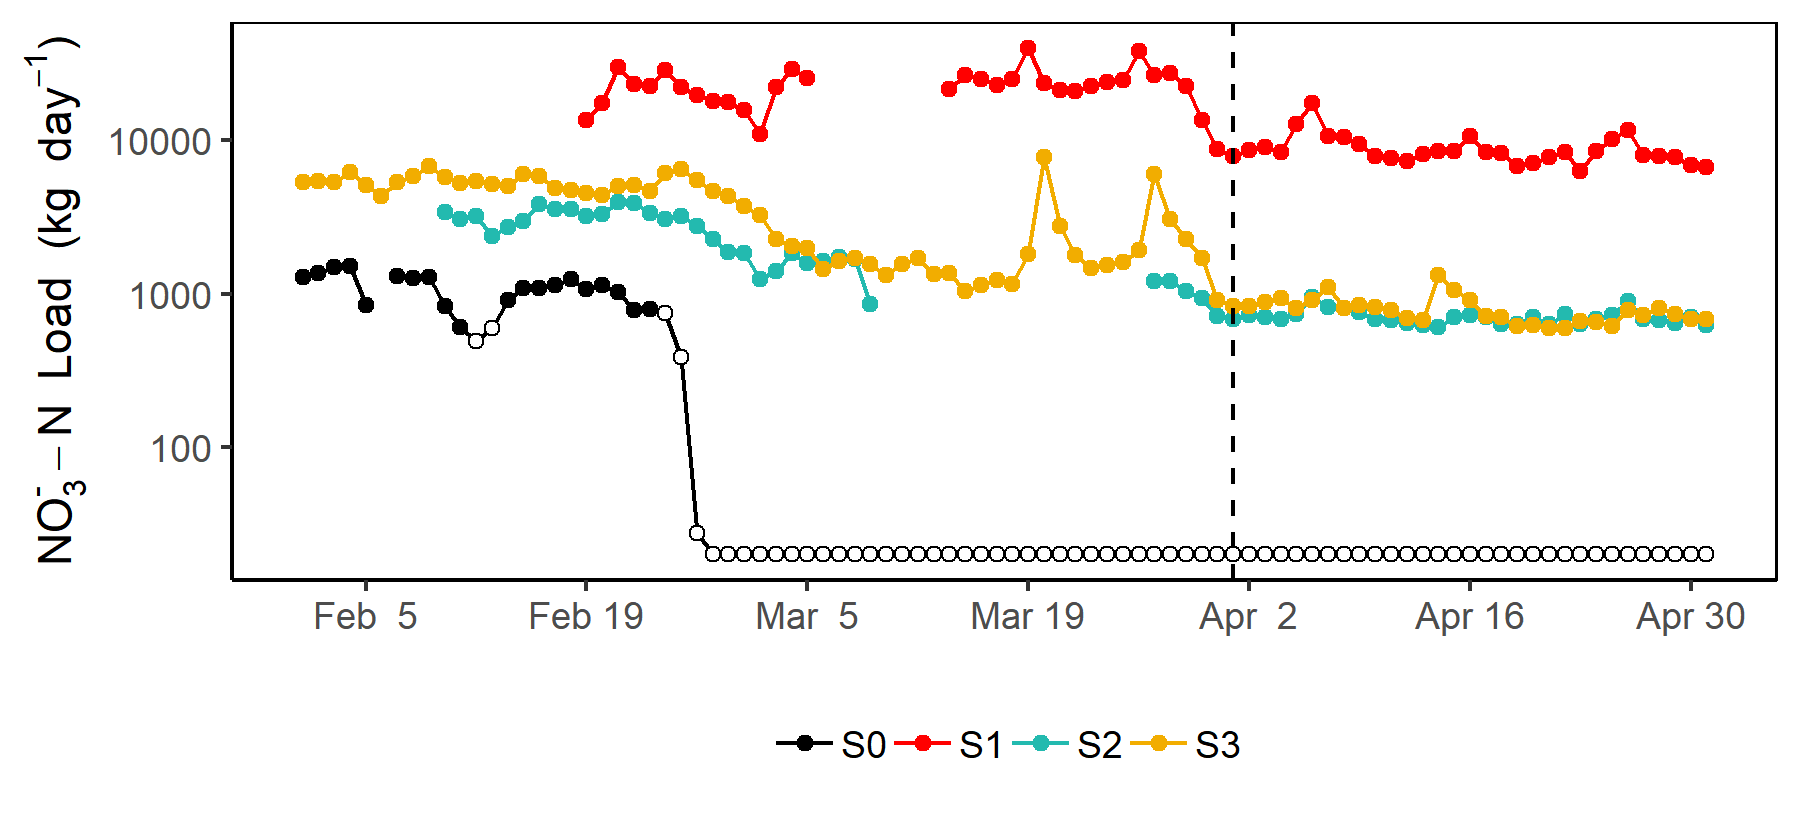 NO₃⁻ – N Load (kg day⁻¹)
10000
1000
100
Feb 5
Feb 19
Mar 5
Mar 19
Apr 2
Apr 16
Apr 30
S0
S1
S2
S3